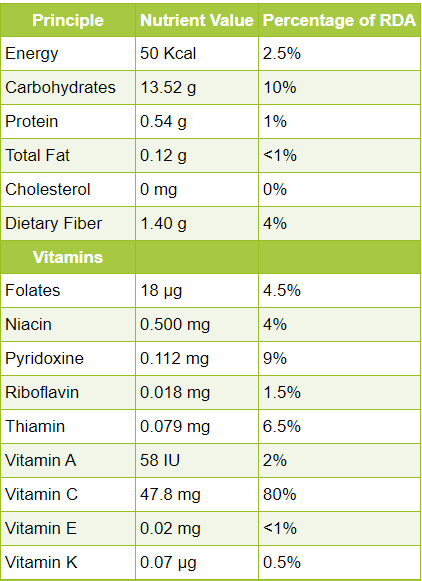 Principle Nutrient Value Percentage of RDA
Energy 50 Kcal 2.5%
Carbohydrates 13.52 g 10%
Protein 0.54 g 1%
Total Fat 0.12 g <1%
Cholesterol 0 mg 0%
Dietary Fiber 1.40 g 4%
Vitamins
Folates 18 µg 4.5%
Niacin 0.500 mg 4%
Pyridoxine 0.112 mg 9%
Riboflavin 0.018 mg 1.5%
Thiamin 0.079 mg 6.5%
Vitamin A 58 IU 2%
Vitamin C 47.8 mg 80%
Vitamin E 0.02 mg <1%
Vitamin K 0.07 µg 0.5%